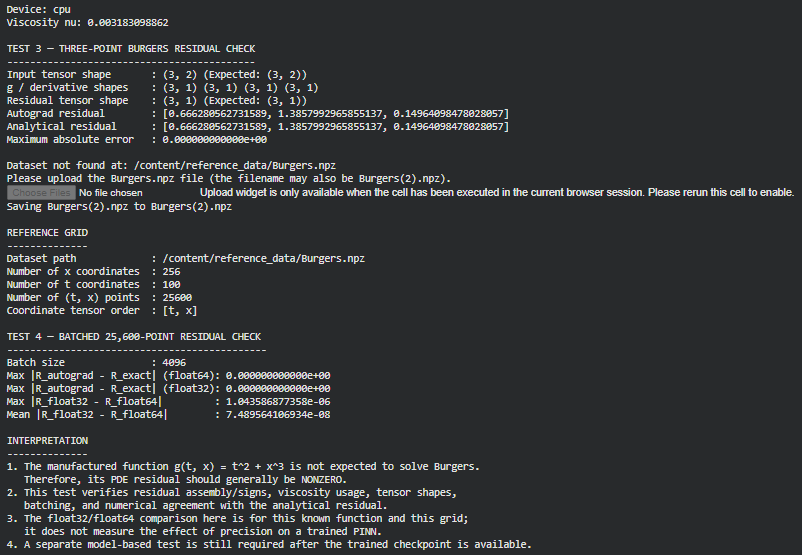 Device: cpu
Viscosity nu: 0.003183098862
TEST 3 — THREE-POINT BURGERS RESIDUAL CHECK
------------------------------------------
Input tensor shape      : (3, 2) (Expected: (3, 2))
g / derivative shapes   : (3, 1) (3, 1) (3, 1) (3, 1)
Residual tensor shape   : (3, 1) (Expected: (3, 1))
Autograd residual       : [0.666280562731589, 1.3857992965855137, 0.14964098478028057]
Analytical residual     : [0.666280562731589, 1.3857992965855137, 0.14964098478028057]
Maximum absolute error  : 0.000000000000e+00
Dataset not found at: /content/reference_data/Burgers.npz
Please upload the Burgers.npz file (the filename may also be Burgers(2).npz).
Choose Files No file chosen Upload widget is only available when the cell has been executed in the current browser session. Please rerun this cell to enable.
Saving Burgers(2).npz to Burgers(2).npz
REFERENCE GRID
--------------
Dataset path            : /content/reference_data/Burgers.npz
Number of x coordinates : 256
Number of t coordinates : 100
Number of (t, x) points : 25600
Coordinate tensor order : [t, x]
TEST 4 — BATCHED 25,600-POINT RESIDUAL CHECK
--------------------------------------------
Batch size              : 4096
Max |R_autograd - R_exact| (float64): 0.000000000000e+00
Max |R_autograd - R_exact| (float32): 0.000000000000e+00
Max |R_float32 - R_float64|         : 1.043586877358e-06
Mean |R_float32 - R_float64|        : 7.489564106934e-08
INTERPRETATION
--------------
1. The manufactured function g(t, x) = t^2 + x^3 is not expected to solve Burgers.
Therefore, its PDE residual should generally be NONZERO.
2. This test verifies residual assembly/signs, viscosity usage, tensor shapes,
batching, and numerical agreement with the analytical residual.
3. The float32/float64 comparison here is for this known function and this grid;
it does not measure the effect of precision on a trained PINN.
4. A separate model-based test is still required after the trained checkpoint is available.